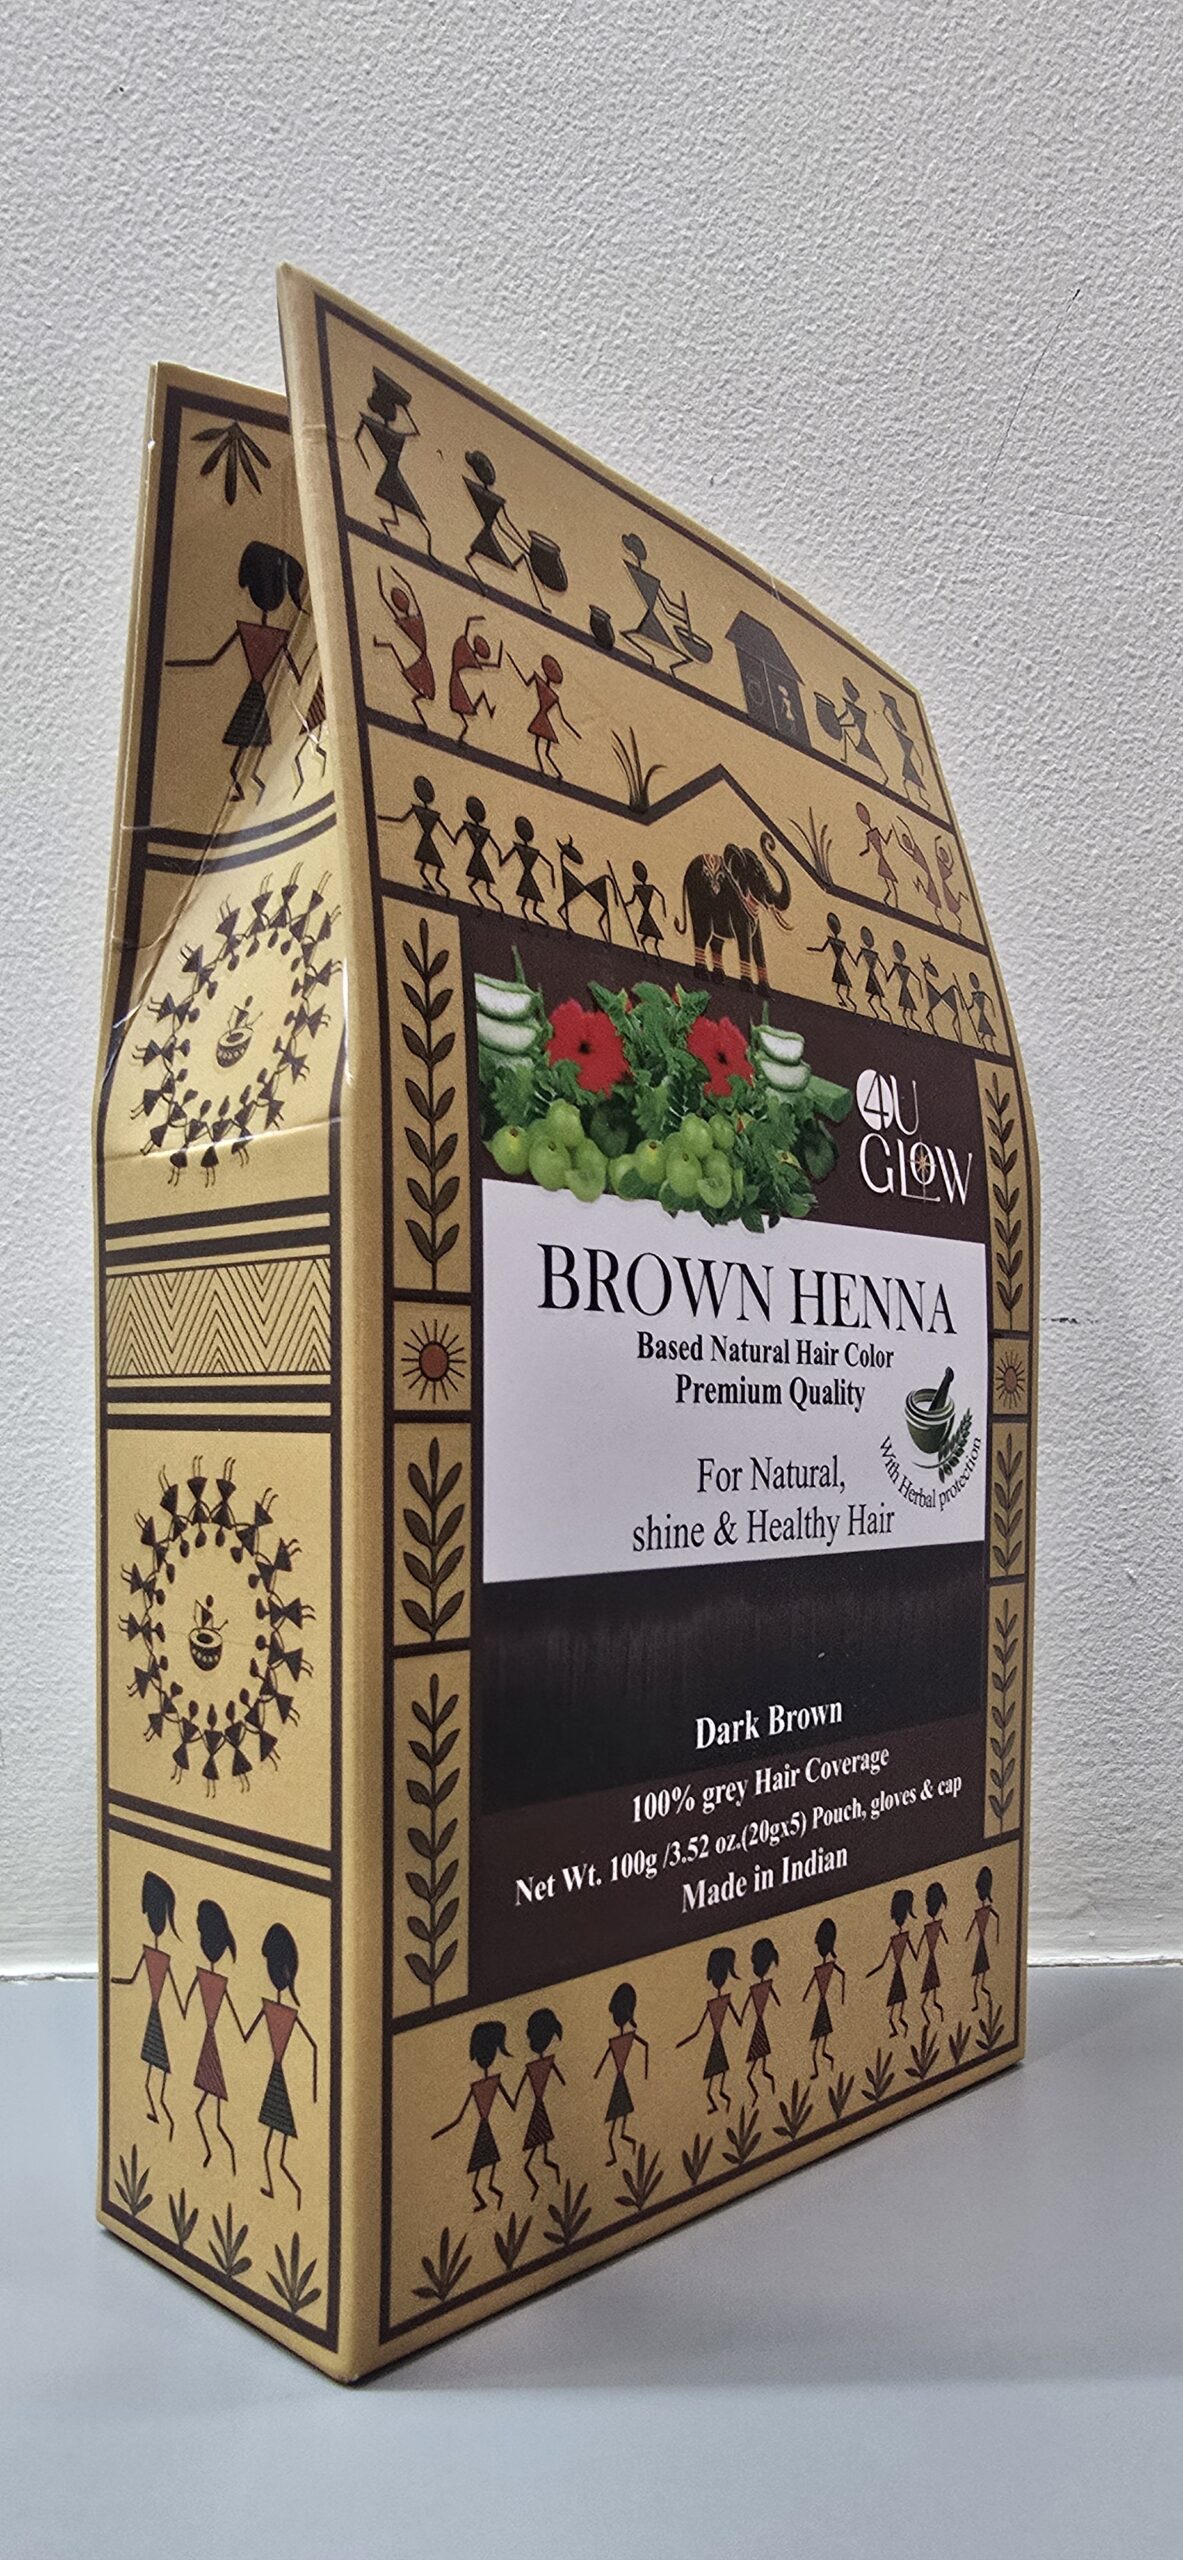 4U
GLOW
BROWN HENNA
Based Natural Hair Color
Premium Quality
With Herbal protection
For Natural,
shine & Healthy Hair
Dark Brown
100% grey Hair Coverage
Net Wt. 100g /3.52 oz.(20gx5) Pouch, gloves & cap
Made in Indian